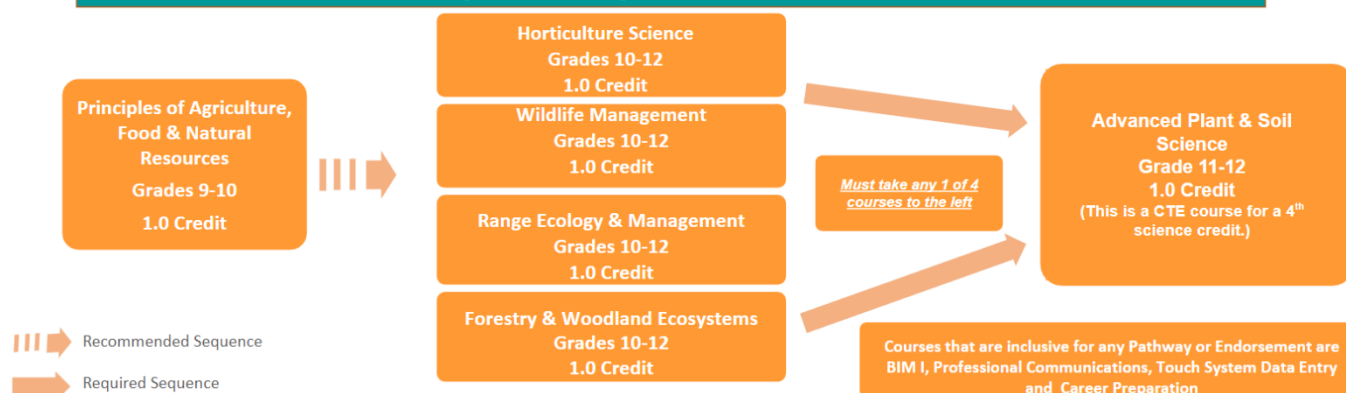 Principles of Agriculture,
Food & Natural
Resources
Grades 9-10
1.0 Credit
Horticulture Science
Grades 10-12
1.0 Credit
Wildlife Management
Grades 10-12
1.0 Credit
Range Ecology & Management
Grades 10-12
1.0 Credit
Forestry & Woodland Ecosystems
Grades 10-12
1.0 Credit
Must take any 1 of 4
courses to the left
Advanced Plant & Soil
Science
Grade 11-12
1.0 Credit
(This is a CTE course for a 4th
science credit.)
Recommended Sequence
Required Sequence
Courses that are inclusive for any Pathway or Endorsement are
BIM I, Professional Communications, Touch System Data Entry
and Career Preparation